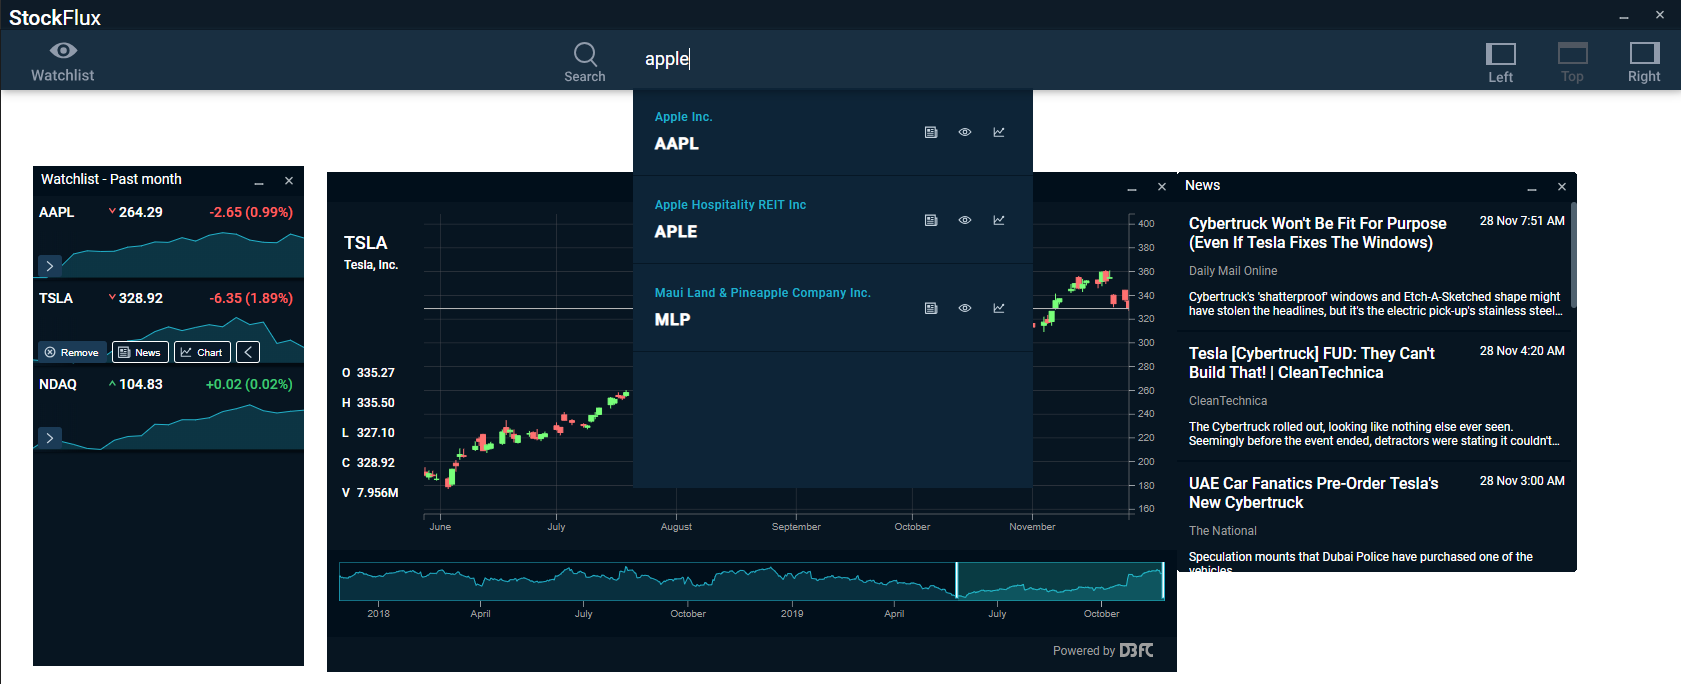 StockFlux
Watchlist
Search
apple
Left
Top
Right
Apple Inc.
AAPL
Apple Hospitality REIT Inc
APLE
Maui Land & Pineapple Company Inc.
MLP
Watchlist - Past month
AAPL 264.29 -2.65 (0.99%)
TSLA 328.92 -6.35 (1.89%)
Remove News Chart
NDAQ 104.83 +0.02 (0.02%)
TSLA
Tesla, Inc.
O 335.27
H 335.50
L 327.10
C 328.92
V 7.956M
400
380
360
340
320
300
280
260
240
220
200
180
160
June July August September October November
2018 April July October 2019 April July October
Powered by D3FC
News
Cybertruck Won't Be Fit For Purpose 28 Nov 7:51 AM
(Even If Tesla Fixes The Windows)
Daily Mail Online
Cybertruck's 'shatterproof' windows and Etch-A-Sketched shape might
have stolen the headlines, but it's the electric pick-up's stainless steel...
Tesla [Cybertruck] FUD: They Can't 28 Nov 4:20 AM
Build That! | CleanTechnica
CleanTechnica
The Cybertruck rolled out, looking like nothing else ever seen.
Seemingly before the event ended, detractors were stating it couldn't...
UAE Car Fanatics Pre-Order Tesla's 28 Nov 3:00 AM
New Cybertruck
The National
Speculation mounts that Dubai Police have purchased one of the
vehicles